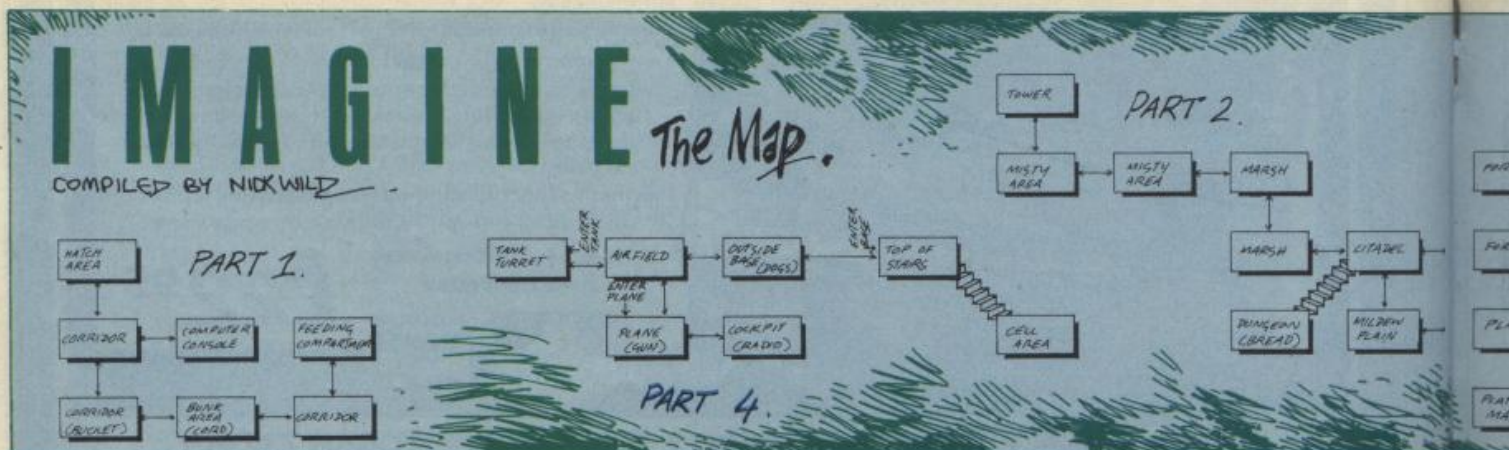 IMAGINE
The Map.
COMPILED BY NICK WILD
PART 1.
HATCH
AREA
CORRIDOR
COMPUTER
CONSOLE
FEEDING
COMPARTMENT
CORRIDOR
(BUCKET)
BUNK
AREA
(CORD)
CORRIDOR
TANK
TURRET
ENTER
TANK
AIRFIELD
OUTSIDE
BASE (DOGS)
ENTER
BASE
TOP OF
STAIRS
ENTER
PLANE
PLANE
(GUN)
COCKPIT
(RADIO)
CELL
AREA
PART 4.
TOWER
PART 2.
MISTY
AREA
MISTY
AREA
MARSH
MARSH
CITADEL
DUNGEON
(BREAD)
MILDEW
PLAIN